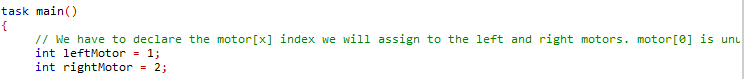 task main()
{
// We have to declare the motor[x] index we will assign to the left and right motors. motor[0] is
int leftMotor = 1;
int rightMotor = 2;